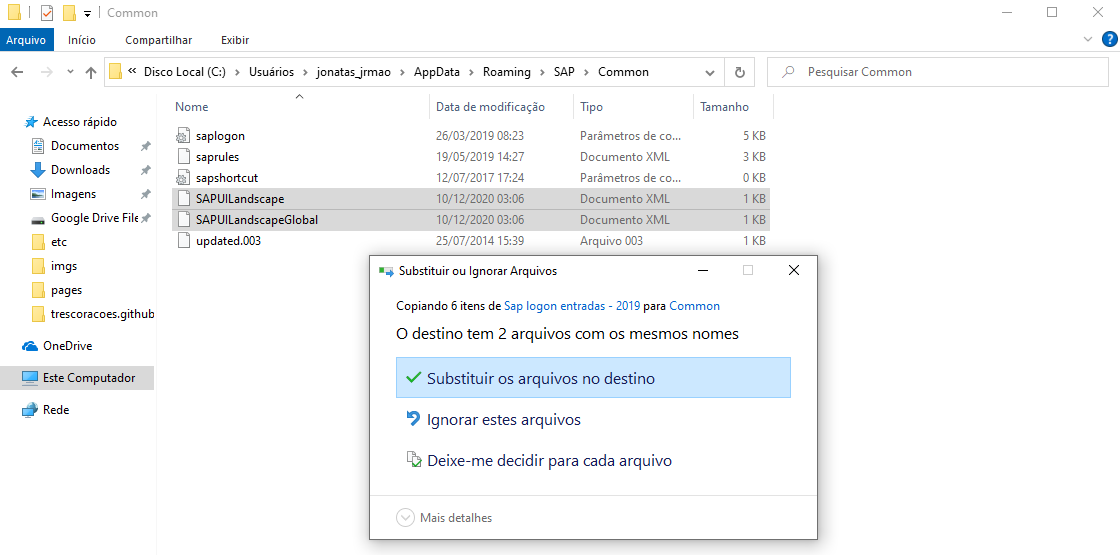 Common
Arquivo Início Compartilhar Exibir
« Disco Local (C:) › Usuários › jonatas_jrmao › AppData › Roaming › SAP › Common
Pesquisar Common
Nome Data de modificação Tipo Tamanho
Acesso rápido
Documentos
Downloads
Imagens
Google Drive File
etc
imgs
pages
trescoracoes.github
OneDrive
Este Computador
Rede
saplogon 26/03/2019 08:23 Parâmetros de co... 5 KB
saprules 19/05/2019 14:27 Documento XML 3 KB
sapshortcut 12/07/2017 17:24 Parâmetros de co... 0 KB
SAPUILandscape 10/12/2020 03:06 Documento XML 1 KB
SAPUILandscapeGlobal 10/12/2020 03:06 Documento XML 1 KB
updated.003 25/07/2014 15:39 Arquivo 003 1 KB
Substituir ou Ignorar Arquivos
Copiando 6 itens de Sap logon entradas - 2019 para Common
O destino tem 2 arquivos com os mesmos nomes
Substituir os arquivos no destino
Ignorar estes arquivos
Deixe-me decidir para cada arquivo
Mais detalhes